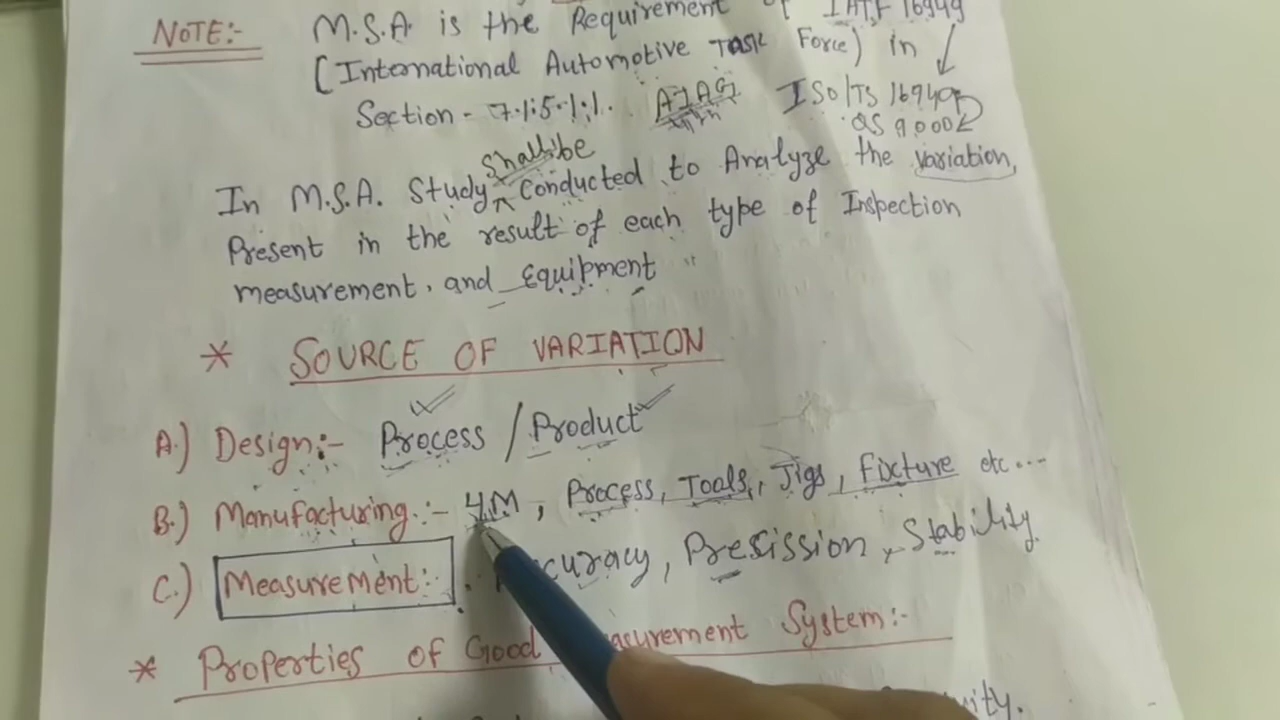 NOTE:- M.S.A. is the Requirement of IATF 16949
(International Automotive Task Force) in
Section - 7.1.5.1.1. AIAG ISO/TS 16949
QS 9000
Shall be
In M.S.A. Study Conducted to Analyze the variation,
Present in the result of each type of Inspection
measurement, and Equipment
* SOURCE OF VARIATION
A.) Design:- Process / Product
B.) Manufacturing:- 4M, Process, Tools, Jigs, Fixture etc...
C.) Measurement:- Presission, Stability
* Properties Of Good System:-